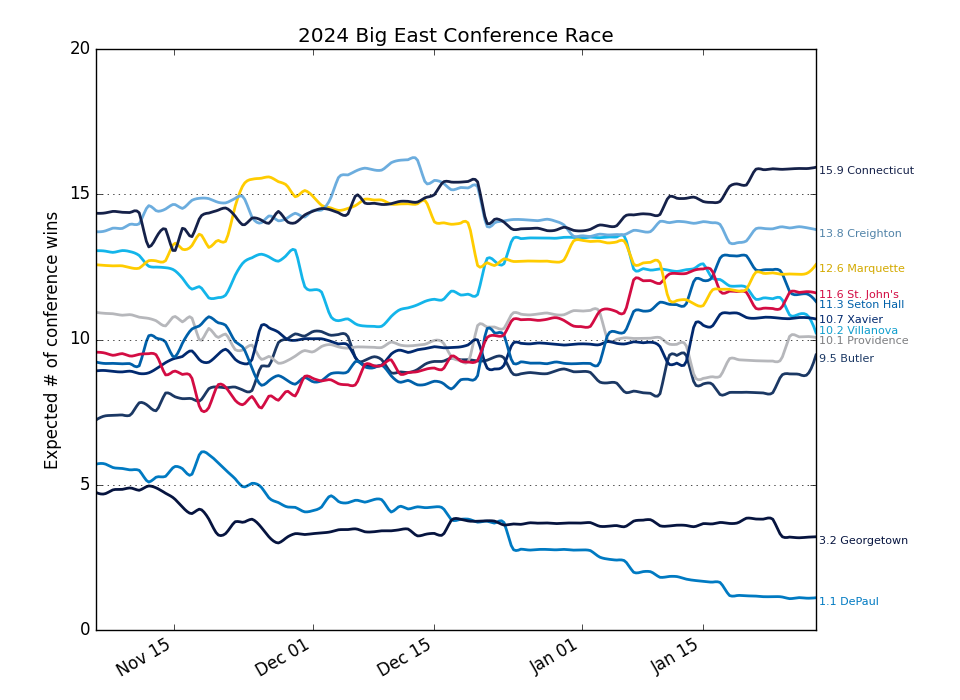 2024 Big East Conference Race
Expected # of conference wins
20
15
10
5
0
Nov 15
Dec 01
Dec 15
Jan 01
Jan 15
15.9 Connecticut
13.8 Creighton
12.6 Marquette
11.6 St. John's
11.3 Seton Hall
10.7 Xavier
10.2 Villanova
10.1 Providence
9.5 Butler
3.2 Georgetown
1.1 DePaul